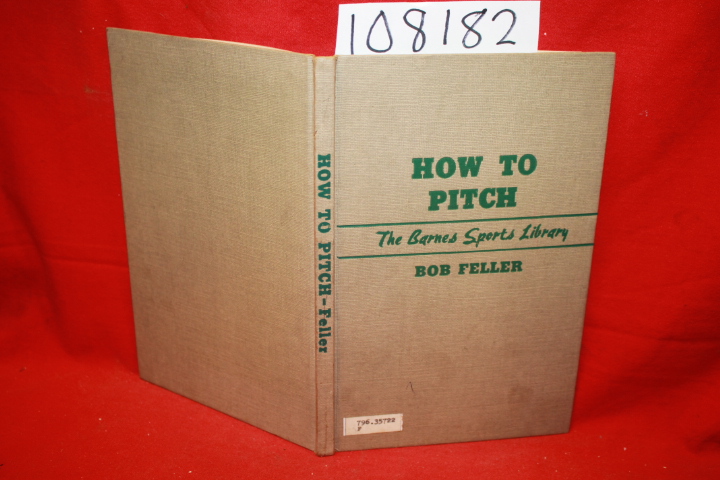 108182
HOW TO
PITCH
The Barnes Sports Library
BOB FELLER
HOW TO PITCH-Feller
796.35722
F